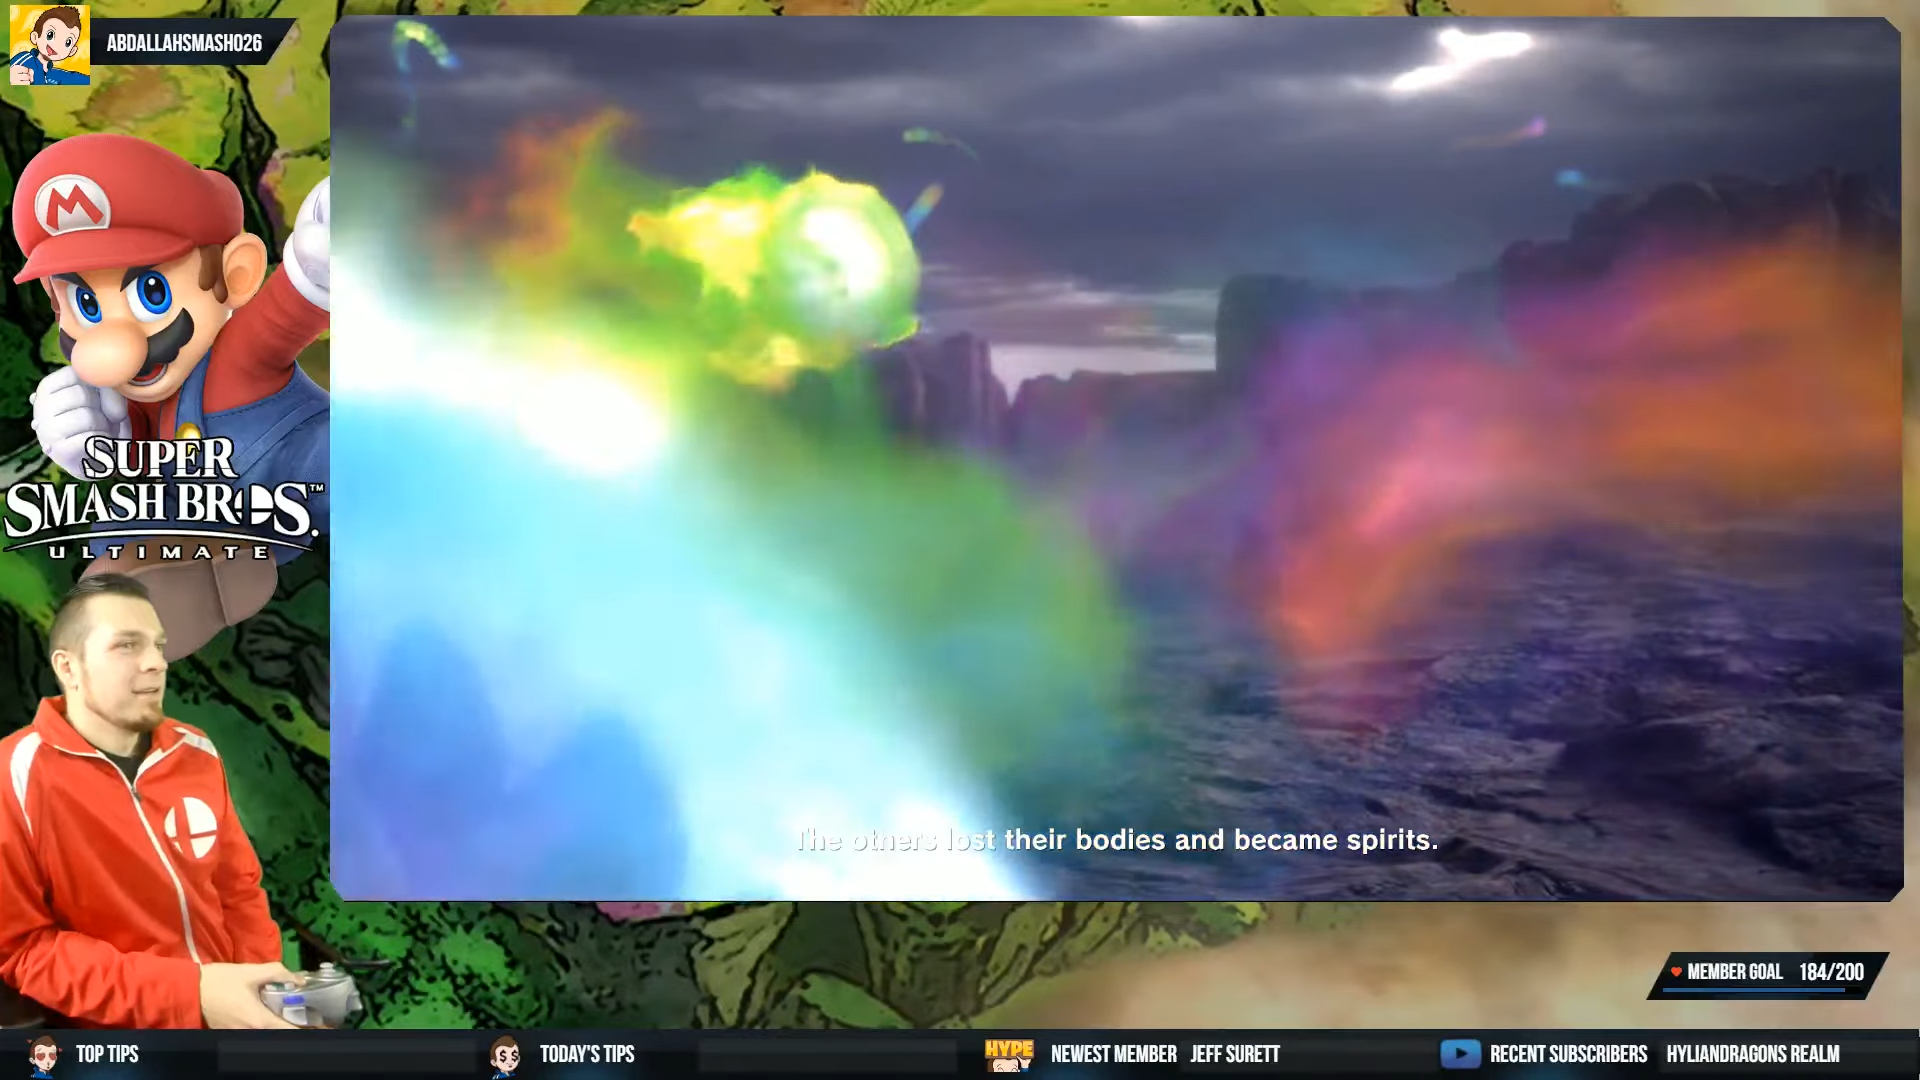 ABDALLAHSMASH026
M
SUPER
SMASH BROS.™
ULTIMATE
The others lost their bodies and became spirits.
MEMBER GOAL 184/200
TOP TIPS
TODAY'S TIPS
HYPE
NEWEST MEMBER JEFF SURETT
RECENT SUBSCRIBERS HYLIANDRAGONS REALM